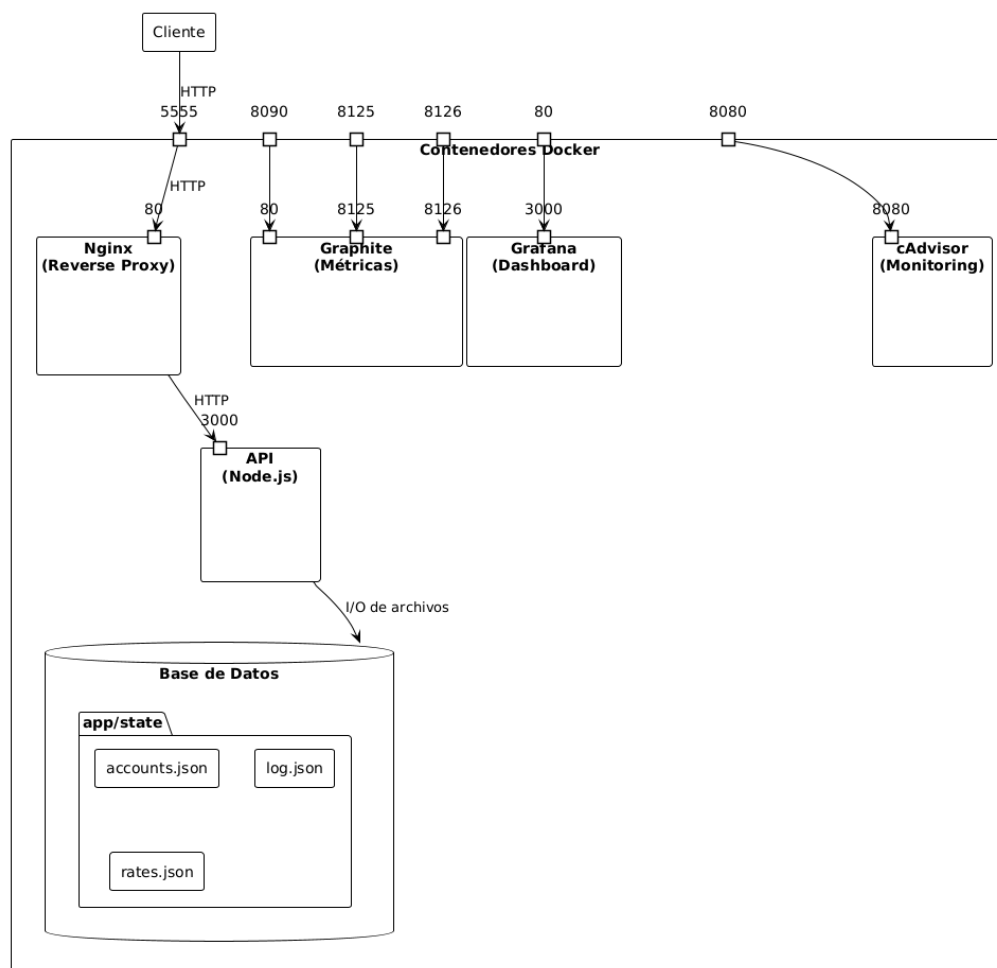 Cliente
HTTP
5555
8090
8125
8126
80
8080
Contenedores Docker
HTTP
80
80
8125
8126
3000
8080
Nginx
(Reverse Proxy)
Graphite
(Métricas)
Grafana
(Dashboard)
cAdvisor
(Monitoring)
HTTP
3000
API
(Node.js)
I/O de archivos
Base de Datos
app/state
accounts.json
log.json
rates.json